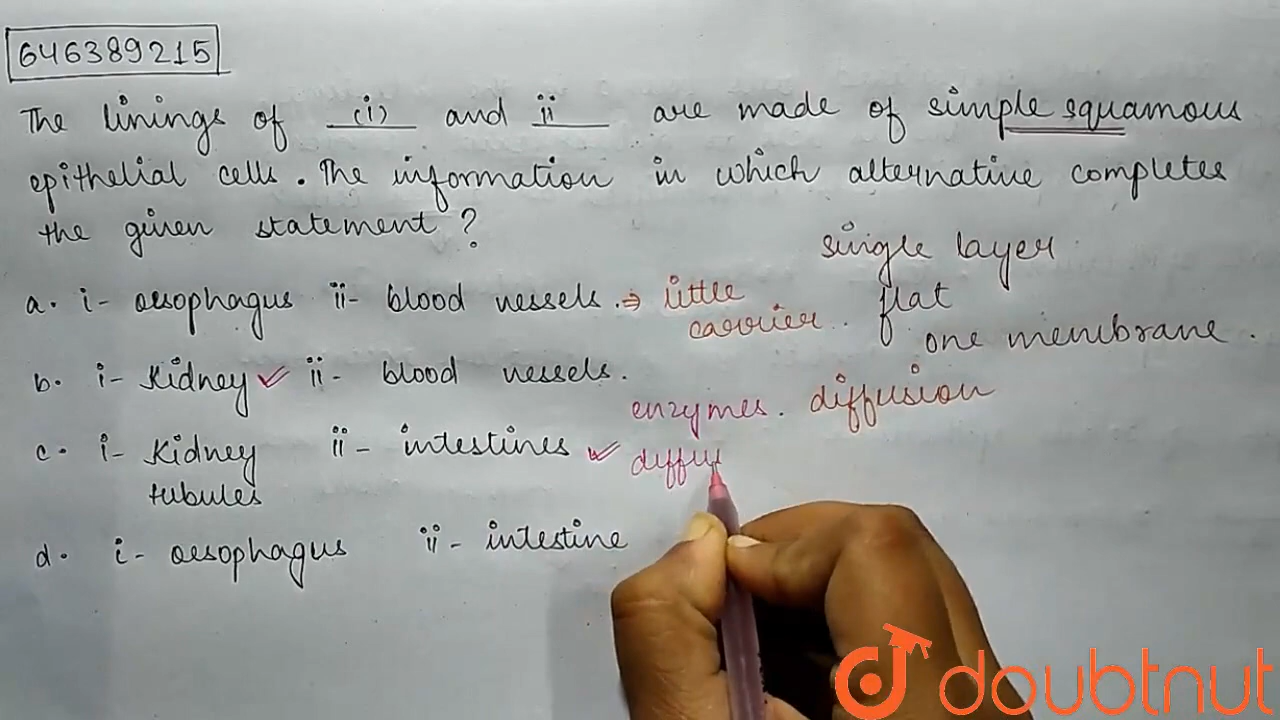 646389215
The linings of (i) and ii are made of simple squamous
epithelial cells. The information in which alternative completes
the given statement?
single layer
a. i- oesophagus ii- blood vessels. ⇒ little
carrier. flat
one membrane.
b. i- Kidney ✓ ii- blood vessels.
enzymes. diffusion
c. i- Kidney ii- intestines ✓ diffus
tubules
d. i- oesophagus ii- intestine
doubtnut